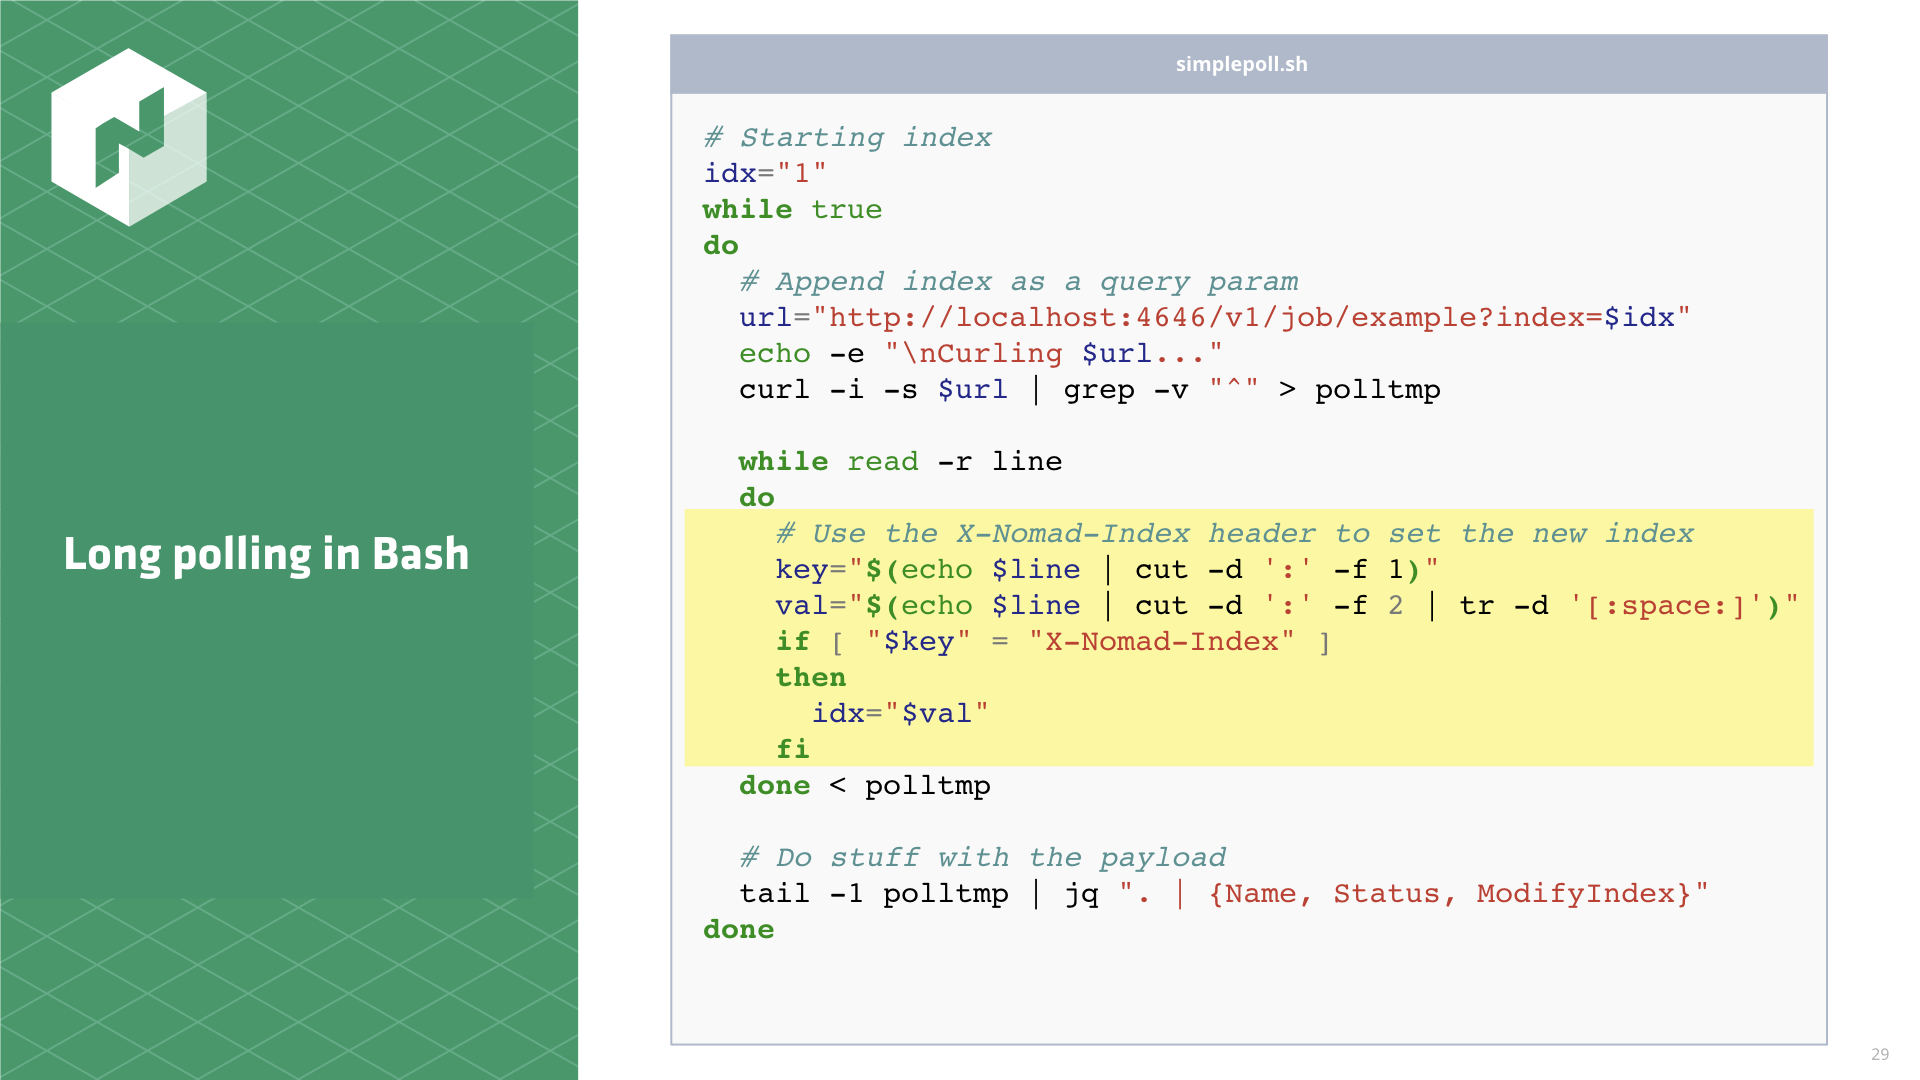 Long polling in Bash
simplepoll.sh
# Starting index
idx="1"
while true
do
  # Append index as a query param
  url="http://localhost:4646/v1/job/example?index=$idx"
  echo -e "\nCurling $url..."
  curl -i -s $url | grep -v "^" > polltmp

  while read -r line
  do
    # Use the X-Nomad-Index header to set the new index
    key="$(echo $line | cut -d ':' -f 1)"
    val="$(echo $line | cut -d ':' -f 2 | tr -d '[:space:]')"
    if [ "$key" = "X-Nomad-Index" ]
    then
      idx="$val"
    fi
  done < polltmp

  # Do stuff with the payload
  tail -1 polltmp | jq ". | {Name, Status, ModifyIndex}"
done
29